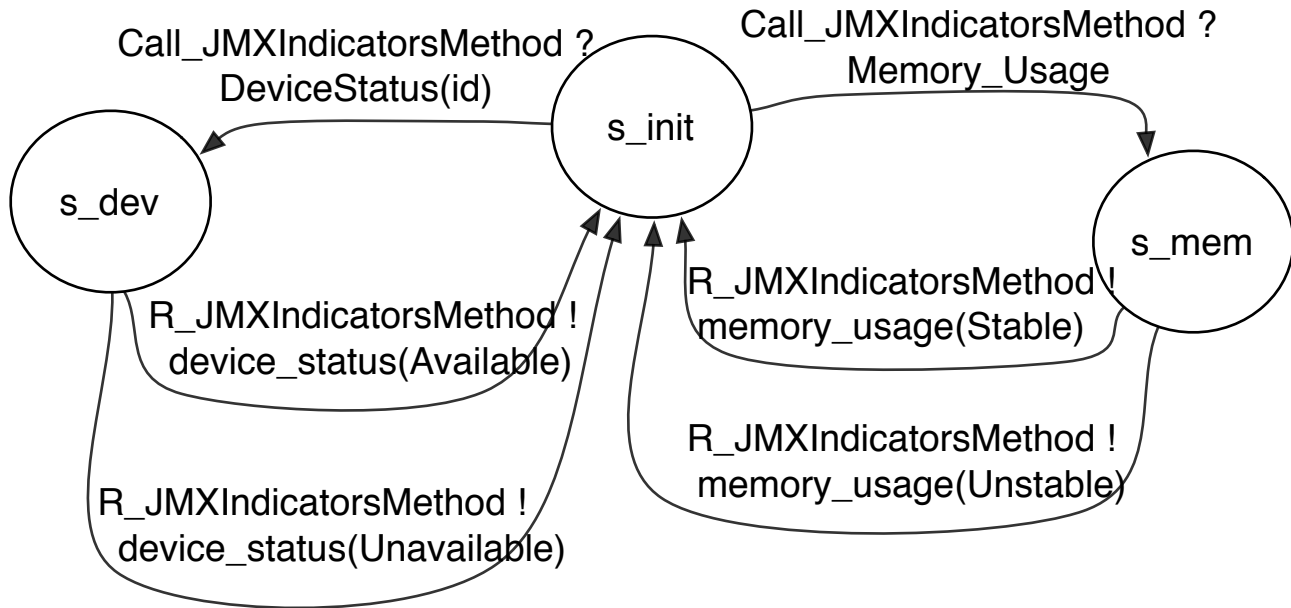 Call_JMXIndicatorsMethod ?
DeviceStatus(id)
Call_JMXIndicatorsMethod ?
Memory_Usage
s_init
s_dev
s_mem
R_JMXIndicatorsMethod !
device_status(Available)
R_JMXIndicatorsMethod !
memory_usage(Stable)
R_JMXIndicatorsMethod !
memory_usage(Unstable)
R_JMXIndicatorsMethod !
device_status(Unavailable)